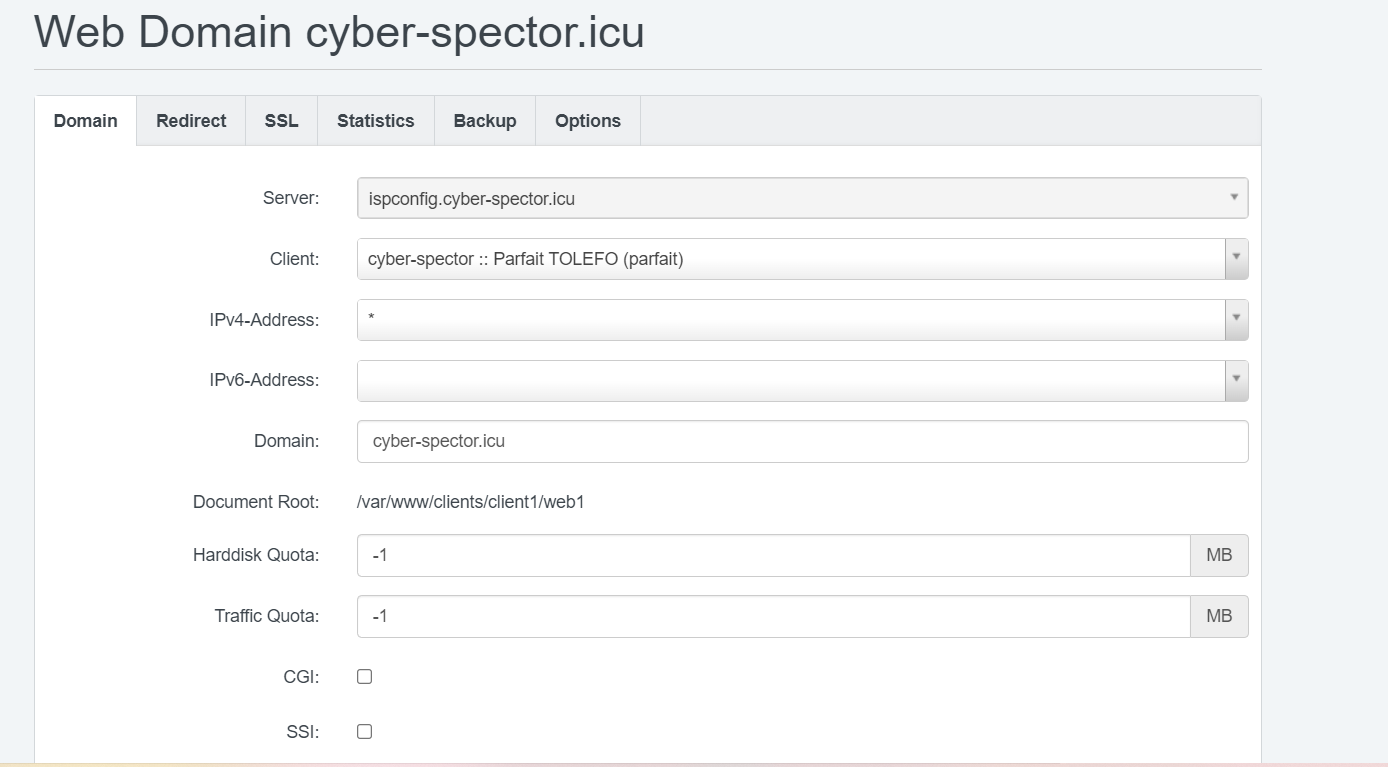 Web Domain cyber-spector.icu
Domain Redirect SSL Statistics Backup Options
Server: ispconfig.cyber-spector.icu
Client: cyber-spector :: Parfait TOLEFO (parfait)
IPv4-Address: *
IPv6-Address:
Domain: cyber-spector.icu
Document Root: /var/www/clients/client1/web1
Harddisk Quota: -1 MB
Traffic Quota: -1 MB
CGI:
SSI: